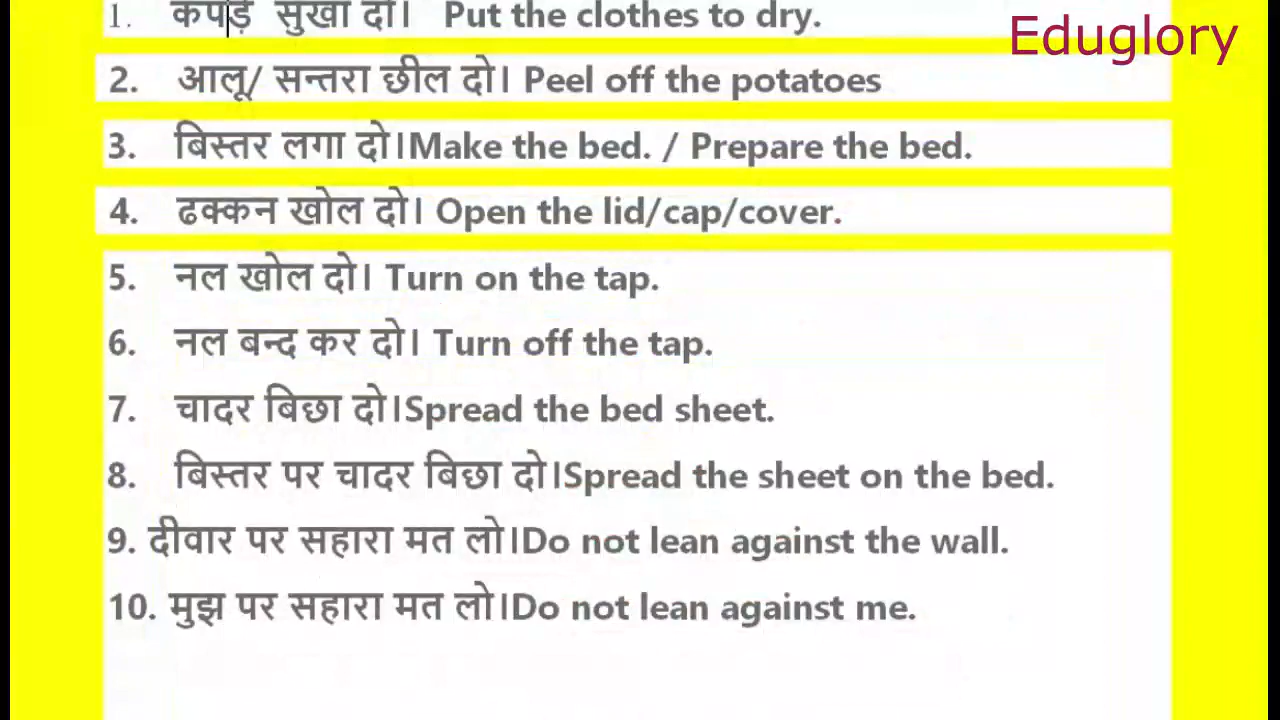 Eduglory
1. कपड़े सुखा दो। Put the clothes to dry.
2. आलू/ सन्तरा छील दो। Peel off the potatoes
3. बिस्तर लगा दो।Make the bed. / Prepare the bed.
4. ढक्कन खोल दो। Open the lid/cap/cover.
5. नल खोल दो। Turn on the tap.
6. नल बन्द कर दो। Turn off the tap.
7. चादर बिछा दो।Spread the bed sheet.
8. बिस्तर पर चादर बिछा दो।Spread the sheet on the bed.
9. दीवार पर सहारा मत लो।Do not lean against the wall.
10. मुझ पर सहारा मत लो।Do not lean against me.